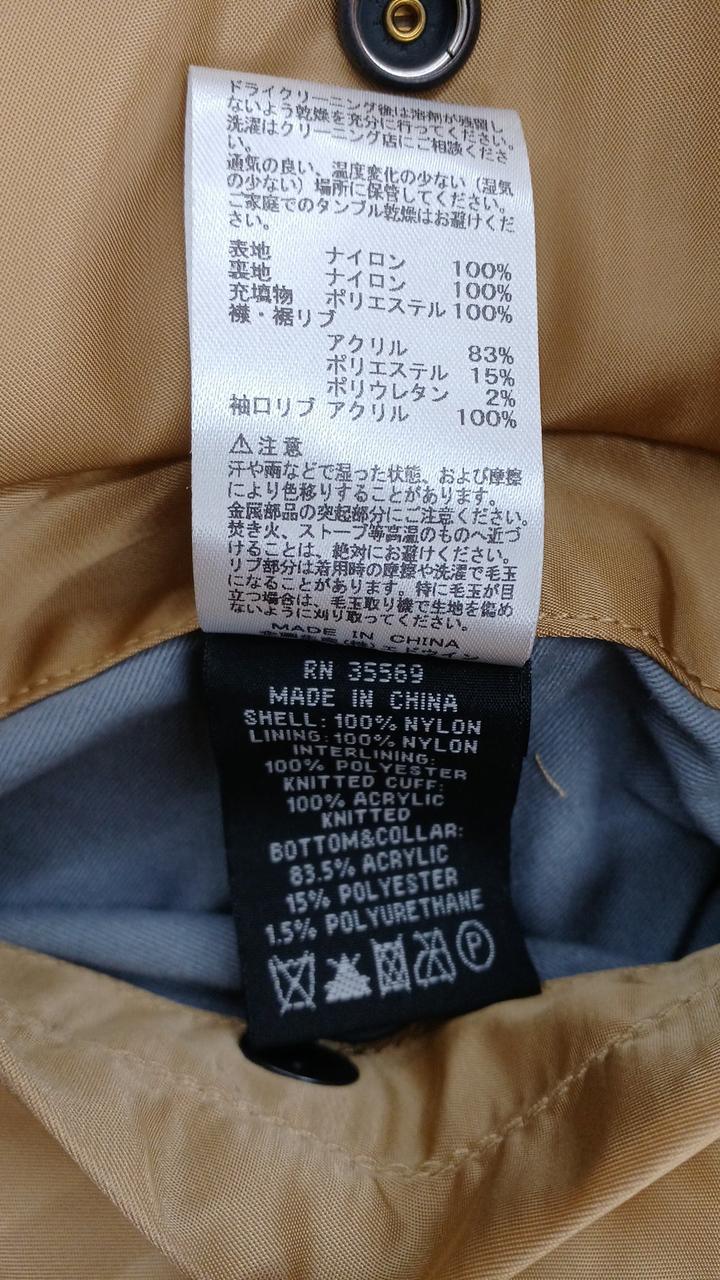 ドライクリーニング後は溶剤が残留し
ないよう乾燥を充分に行ってください。
洗濯はクリーニング店にご相談くださ
い。
通気の良い、温度変化の少ない（湿気
の少ない）場所に保管してください。
ご家庭でのタンブル乾燥はお避けくだ
さい。
表地 ナイロン 100%
裏地 ナイロン 100%
充填物 ポリエステル 100%
襟・裾リブ
アクリル 83%
ポリエステル 15%
ポリウレタン 2%
袖口リブ アクリル 100%
⚠注意
汗や雨などで湿った状態、および摩擦
により色移りすることがあります。
金属部品の突起部分にご注意ください。
焚き火、ストーブ等高温のものへ近づ
けることは、絶対にお避けください。
リブ部分は着用時の摩擦や洗濯で毛玉
になることがあります。特に毛玉が目
立つ場合は、毛玉取り機で生地を傷め
ないように刈り取ってください。
MADE IN CHINA
(株)エドウイン
RN 35569
MADE IN CHINA
SHELL: 100% NYLON
LINING: 100% NYLON
INTERLINING:
100% POLYESTER
KNITTED CUFF:
100% ACRYLIC
KNITTED
BOTTOM&COLLAR:
83.5% ACRYLIC
15% POLYESTER
1.5% POLYURETHANE
P